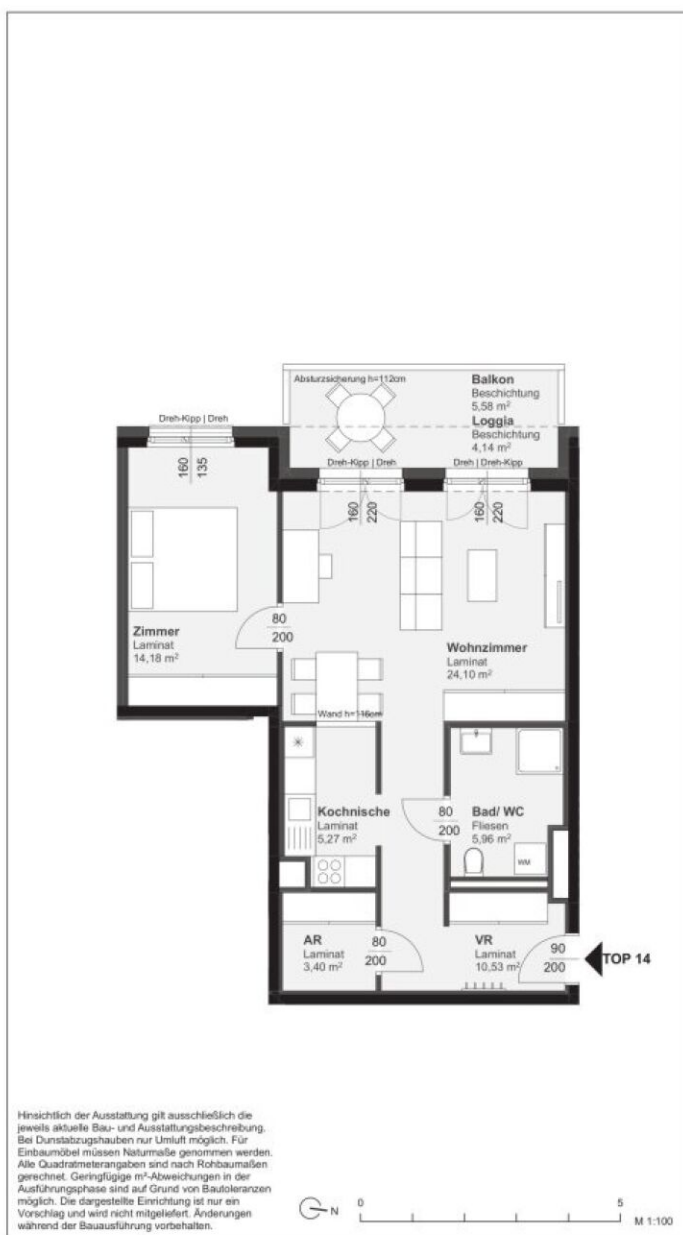 Absturzsicherung h=112cm
Balkon
Beschichtung
5,58 m²
Loggia
Beschichtung
4,14 m²
Dreh-Kipp | Dreh
160
135
Dreh-Kipp | Dreh
160
220
Dreh | Dreh-Kipp
160
220
Zimmer
Laminat
14,18 m²
80
200
Wohnzimmer
Laminat
24,10 m²
Wand h=116cm
Kochnische
Laminat
5,27 m²
80
200
Bad/ WC
Fliesen
5,96 m²
WM
AR
Laminat
3,40 m²
80
200
VR
Laminat
10,53 m²
90
200
TOP 14
Hinsichtlich der Ausstattung gilt ausschließlich die
jeweils aktuelle Bau- und Ausstattungsbeschreibung.
Bei Dunstabzugshauben nur Umluft möglich. Für
Einbaumöbel müssen Naturmaße genommen werden.
Alle Quadratmeterangaben sind nach Rohbaumaßen
gerechnet. Geringfügige m²-Abweichungen in der
Ausführungsphase sind auf Grund von Bautoleranzen
möglich. Die dargestellte Einrichtung ist nur ein
Vorschlag und wird nicht mitgeliefert. Änderungen
während der Bauausführung vorbehalten.
N
0
5
M 1:100